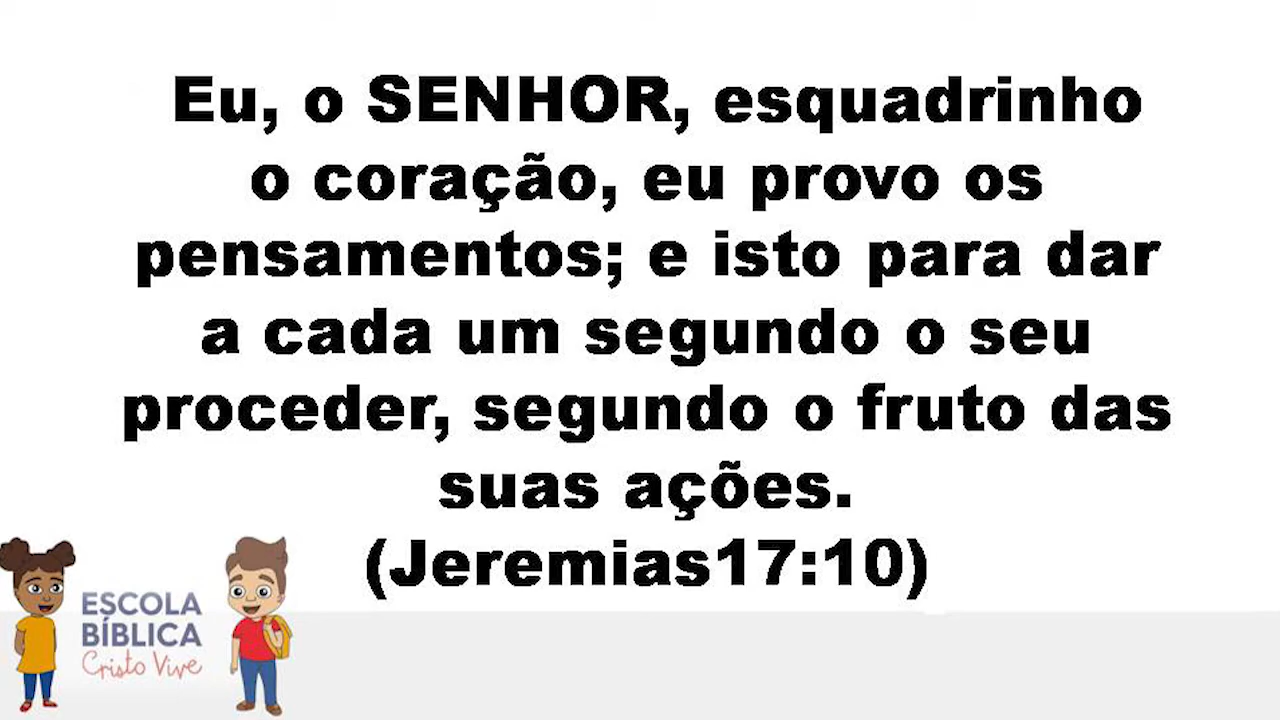 Eu, o SENHOR, esquadrinho
o coração, eu provo os
pensamentos; e isto para dar
a cada um segundo o seu
proceder, segundo o fruto das
suas ações.
(Jeremias17:10)
ESCOLA
BÍBLICA
Cristo Vive